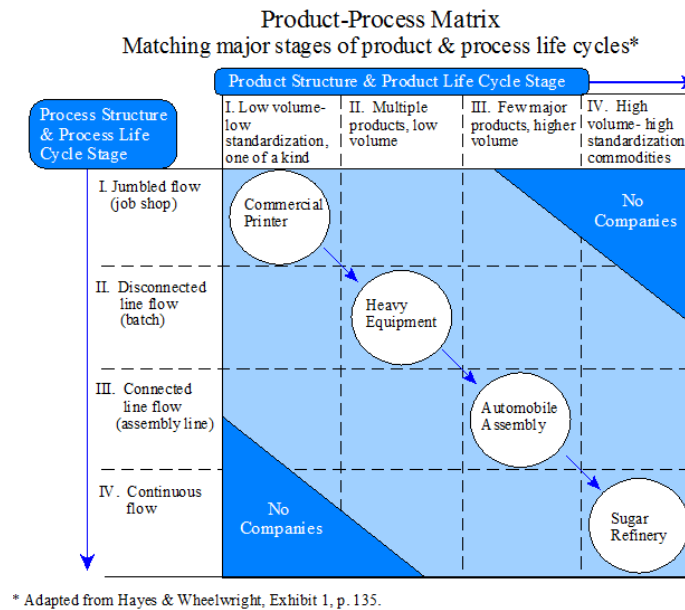 Product-Process Matrix
Matching major stages of product & process life cycles*
Product Structure & Product Life Cycle Stage
Process Structure
& Process Life
Cycle Stage
I. Low volume-
low
standardization,
one of a kind
II. Multiple
products, low
volume
III. Few major
products, higher
volume
IV. High
volume- high
standardization,
commodities
I. Jumbled flow
(job shop)
Commercial
Printer
No
Companies
II. Disconnected
line flow
(batch)
Heavy
Equipment
III. Connected
line flow
(assembly line)
Automobile
Assembly
IV. Continuous
flow
No
Companies
Sugar
Refinery
* Adapted from Hayes & Wheelwright, Exhibit 1, p. 135.